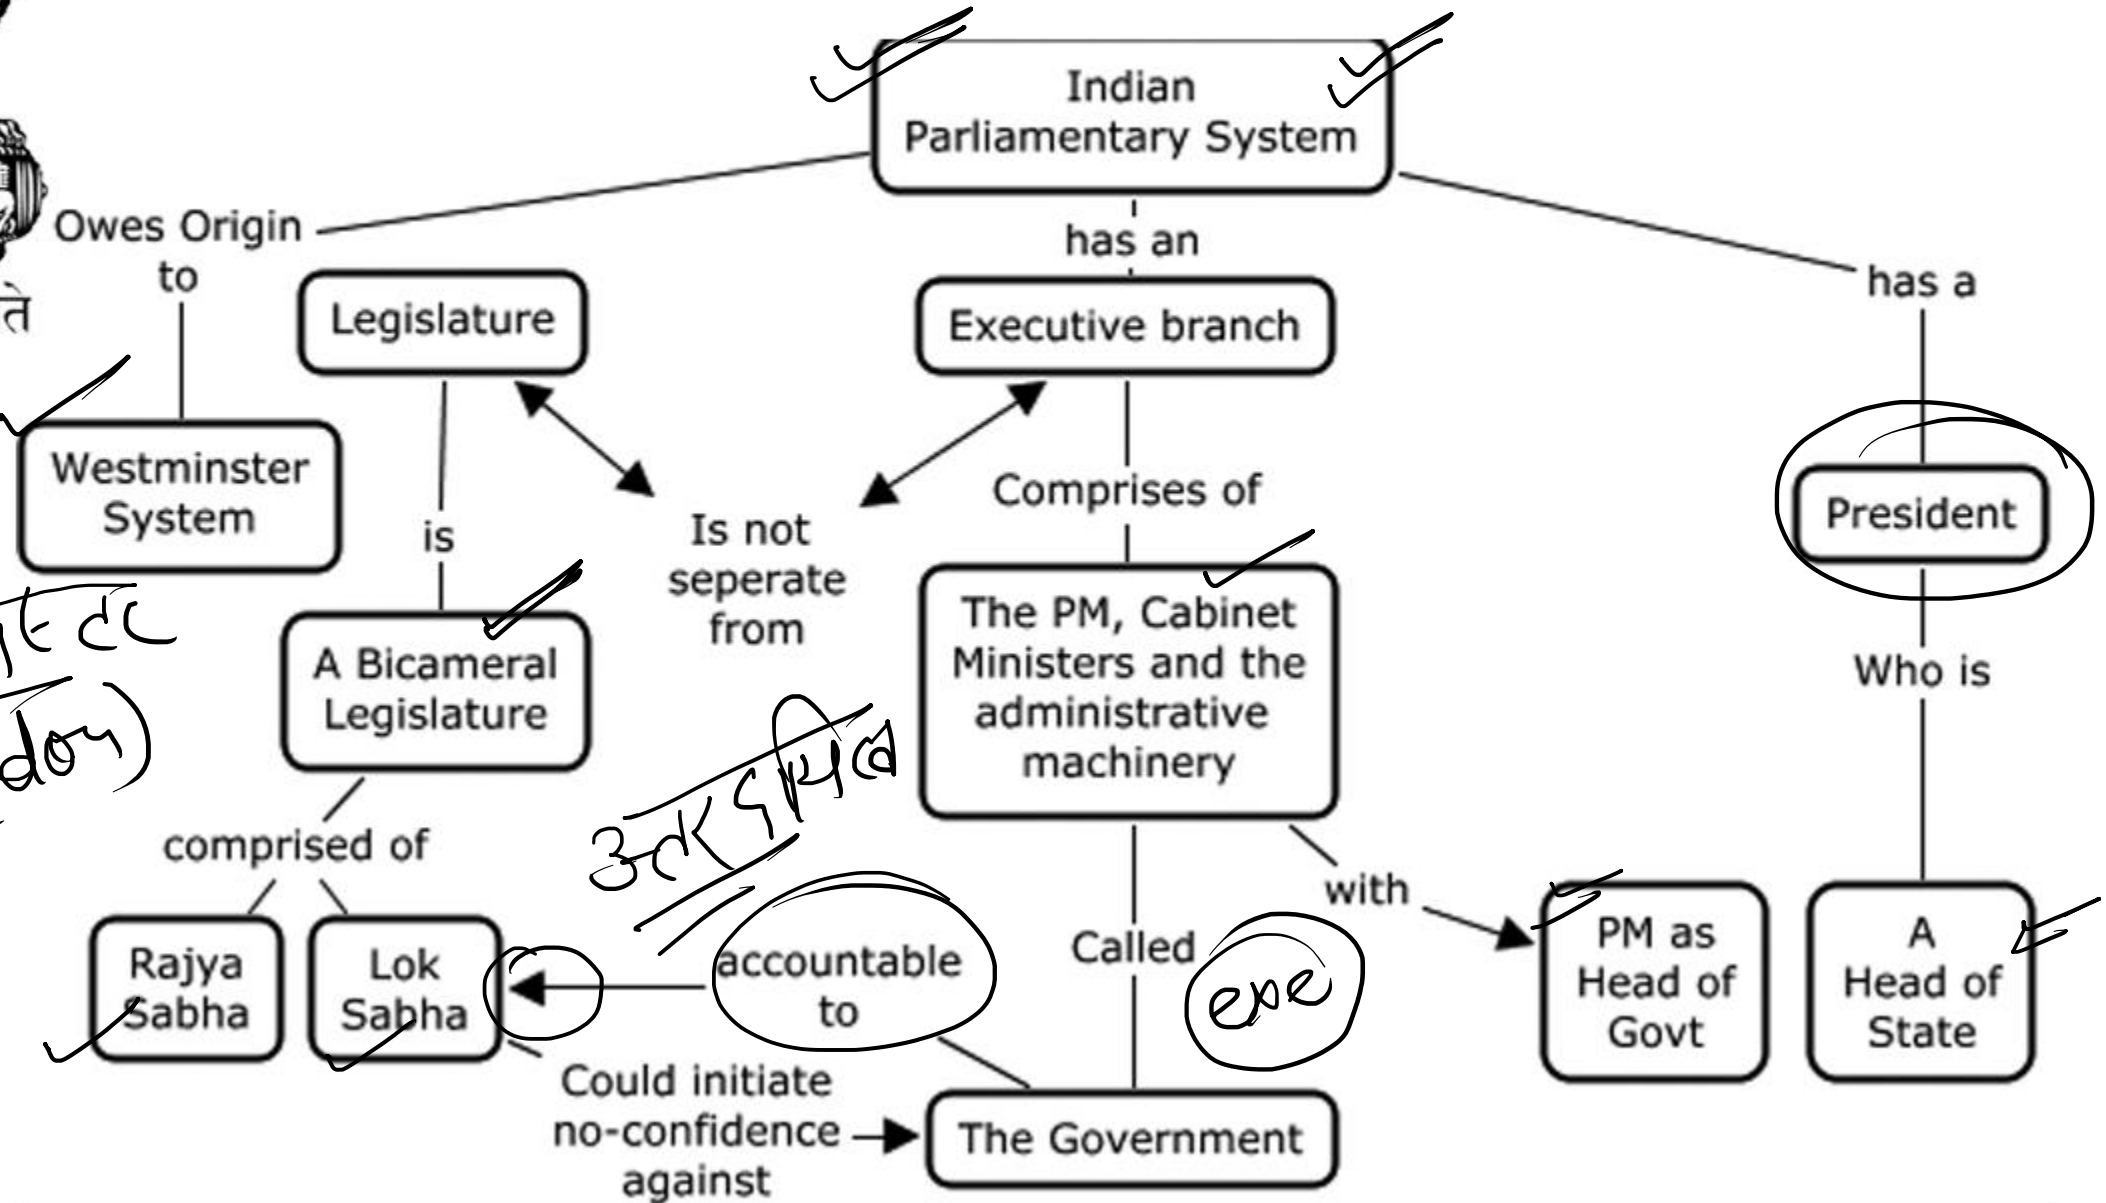 Indian
Parliamentary System
Owes Origin
to
has an
has a
Legislature
Executive branch
Westminster
System
is
Is not
seperate
from
Comprises of
President
A Bicameral
Legislature
The PM, Cabinet
Ministers and the
administrative
machinery
Who is
comprised of
Rajya
Sabha
Lok
Sabha
accountable
to
Called
exe
with
PM as
Head of
Govt
A
Head of
State
Could initiate
no-confidence
against
The Government